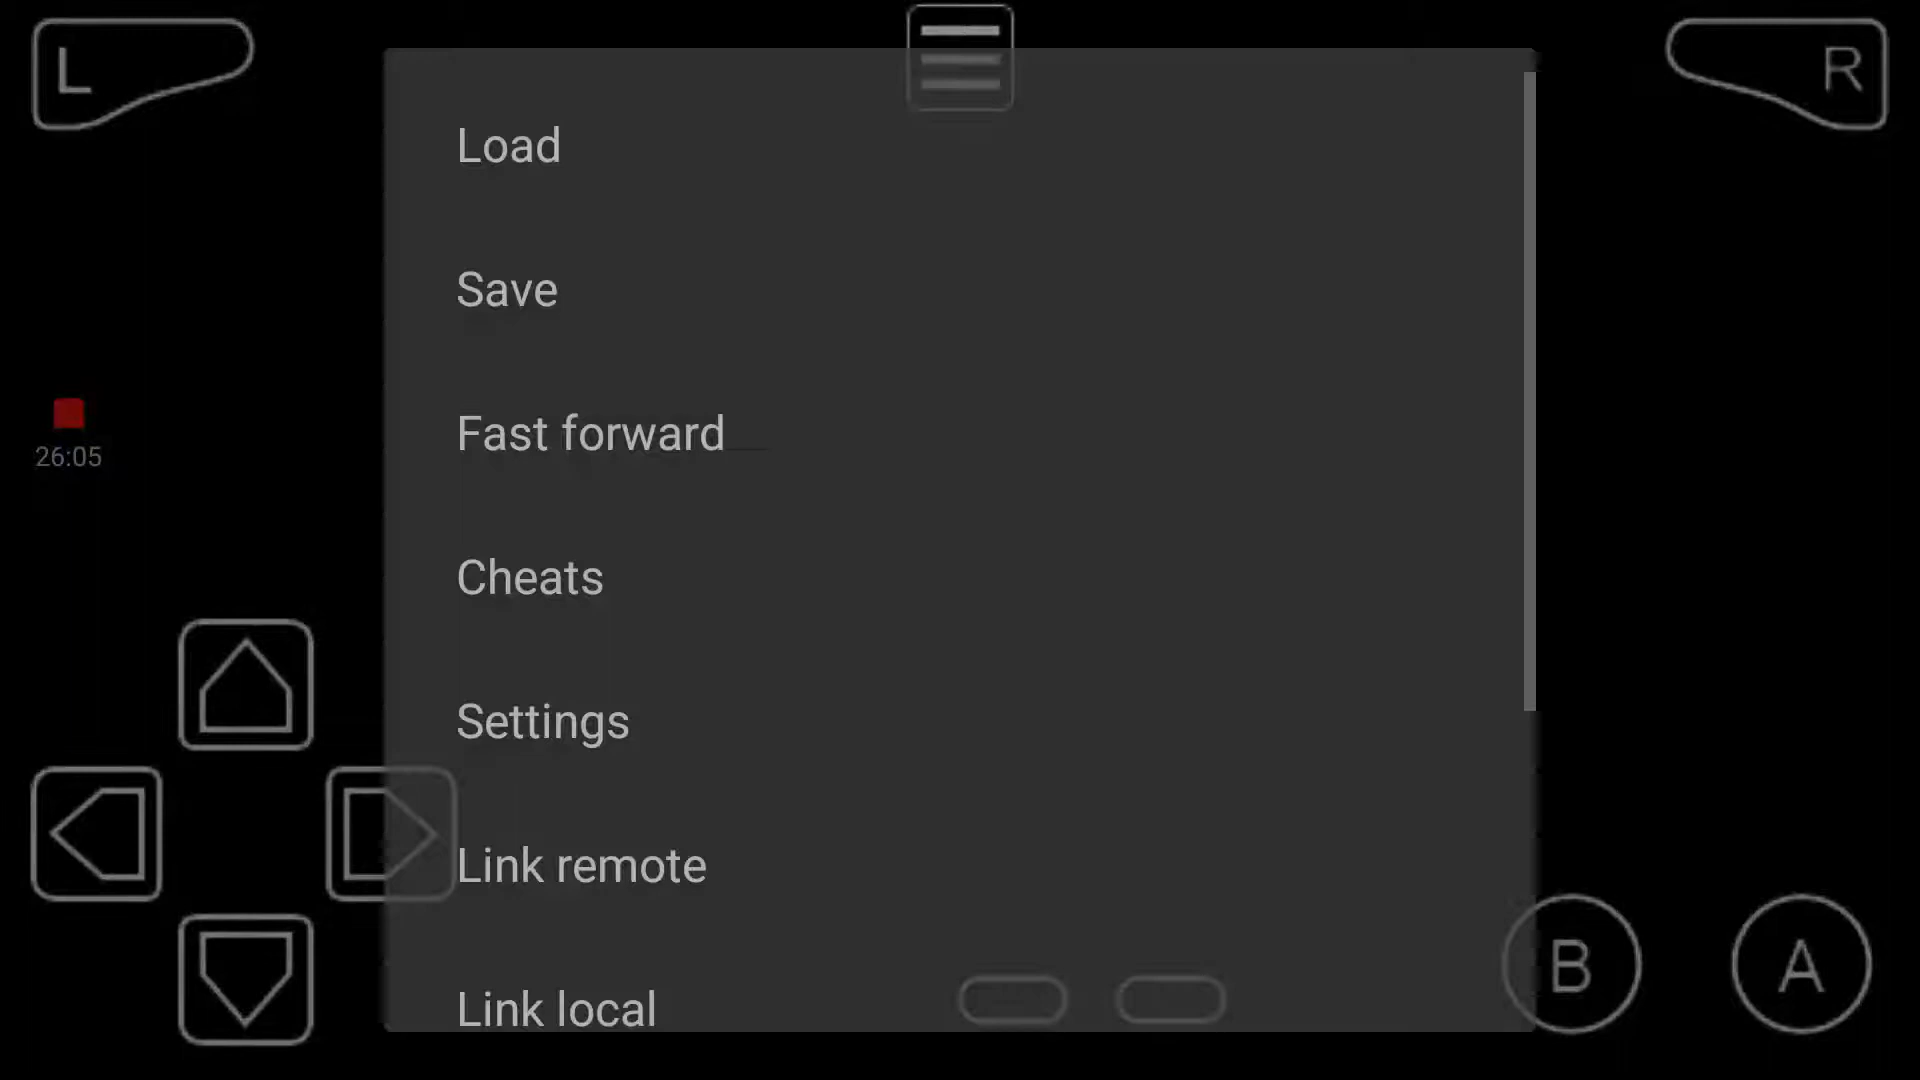 L
R
Load
Save
Fast forward
Cheats
26:05
Settings
Link remote
Link local
B
A